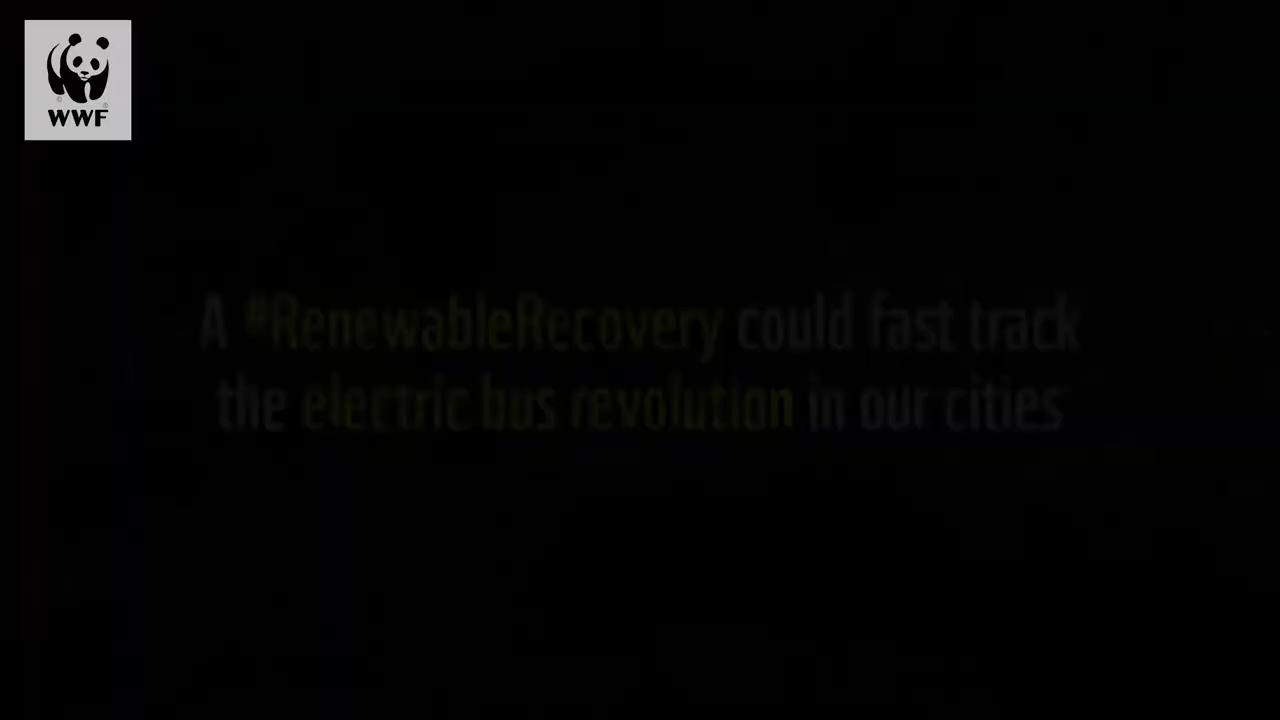 WWF
A #RenewableRecovery could fast track
the electric bus revolution in our cities